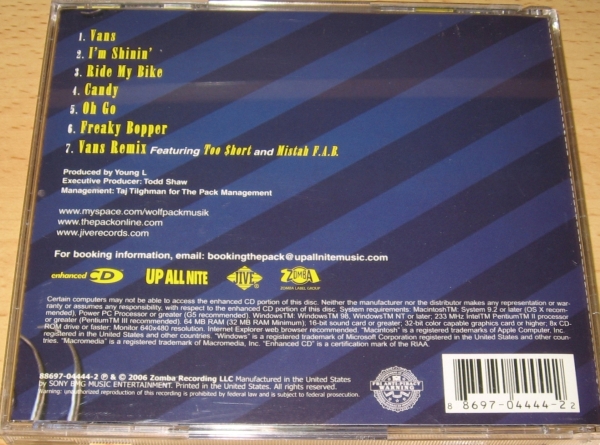 1. Vans
2. I'm Shinin'
3. Ride My Bike
4. Candy
5. Oh Go
6. Freaky Bopper
7. Vans Remix Featuring Too $hort and Mistah F.A.B.
Produced by Young L
Executive Producer: Todd Shaw
Management: Taj Tilghman for The Pack Management
www.myspace.com/wolfpackmusik
www.thepackonline.com
www.jiverecords.com
For booking information, email: bookingthepack@upallnitemusic.com
enhanced CD UP ALL NITE JIVE ZOMBA
ZOMBA LABEL GROUP
Certain computers may not be able to access the enhanced CD portion of this disc. Neither the manufacturer nor the distributor makes any representation or war-
ranty or assumes any responsibility, with respect to the enhanced CD portion of this disc. System requirements: Macintosh™: System 9.2 or later (OS X recom-
mended), Power PC Processor or greater (G5 recommended). Windows™: Windows™ 98, Windows™ NT or later; 233 MHz Intel™ Pentium™ II processor
or greater (Pentium™ III recommended). 64 MB RAM (32 MB RAM Minimum); 16-bit sound card or greater; 32-bit color capable graphics card or higher; 8x CD-
ROM drive or faster; Monitor 640x480 resolution. Internet Explorer web browser recommended. "Macintosh" is a registered trademarks of Apple Computer, Inc.
registered in the United States and other countries. "Windows" is a registered trademark of Microsoft Corporation registered in the United States and other
countries. "Macromedia" is a registered trademark of Macromedia, Inc. "Enhanced CD" is a certification mark of the RIAA.
88697-04444-2 ℗ & © 2006 Zomba Recording LLC Manufactured in the United States
by SONY BMG MUSIC ENTERTAINMENT. Printed in the United States. All rights reserved.
Warning: unauthorized reproduction of this recording is prohibited by federal law and is subject to criminal prosecution.
FBI ANTI-PIRACY
WARNING
8 8697-04444-2 2